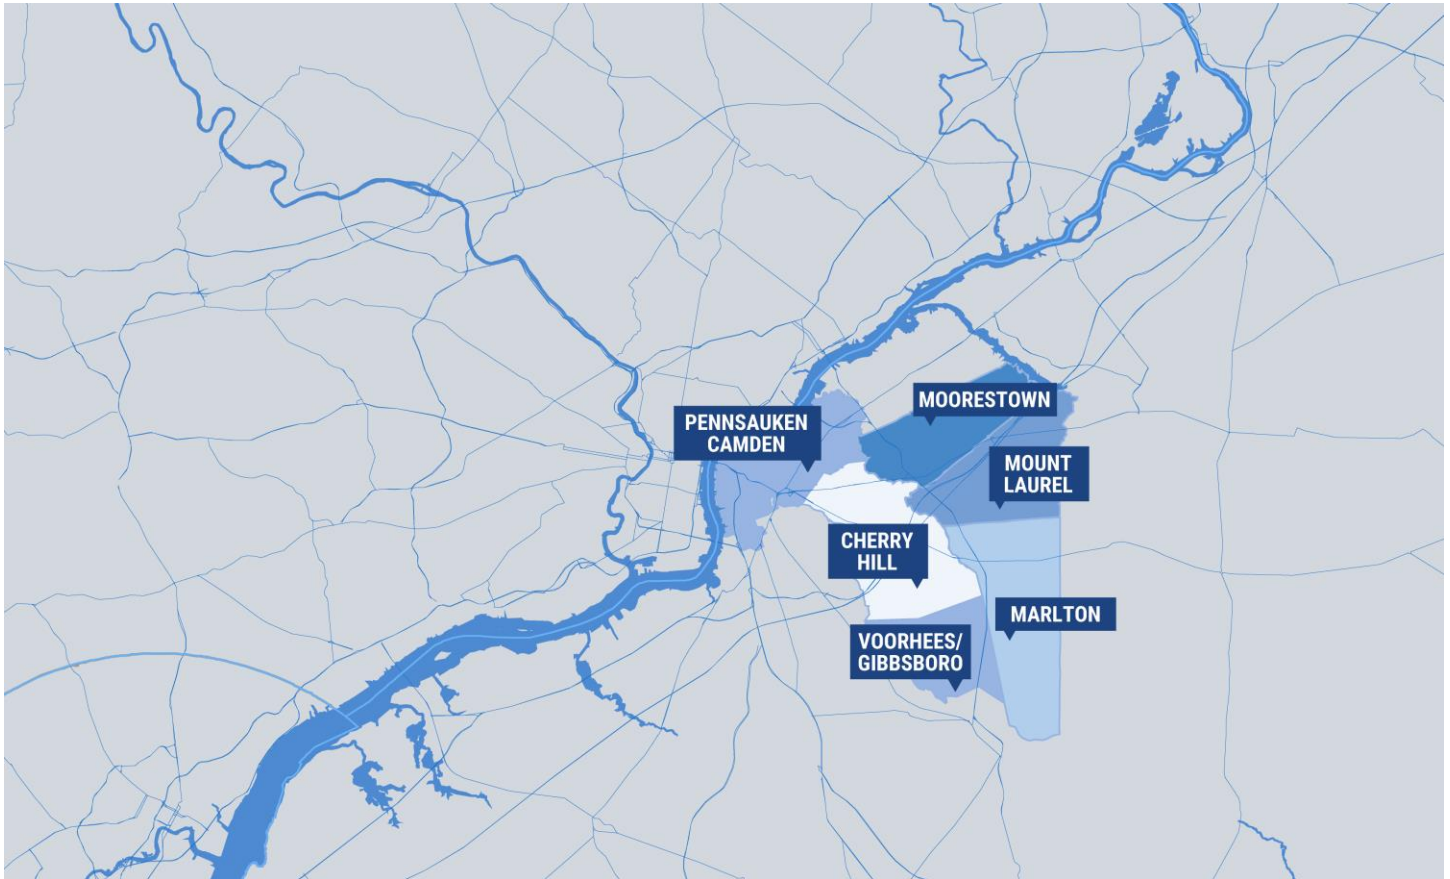 MOORESTOWN
PENNSAUKEN
CAMDEN
MOUNT
LAUREL
CHERRY
HILL
MARLTON
VOORHEES/
GIBBSBORO